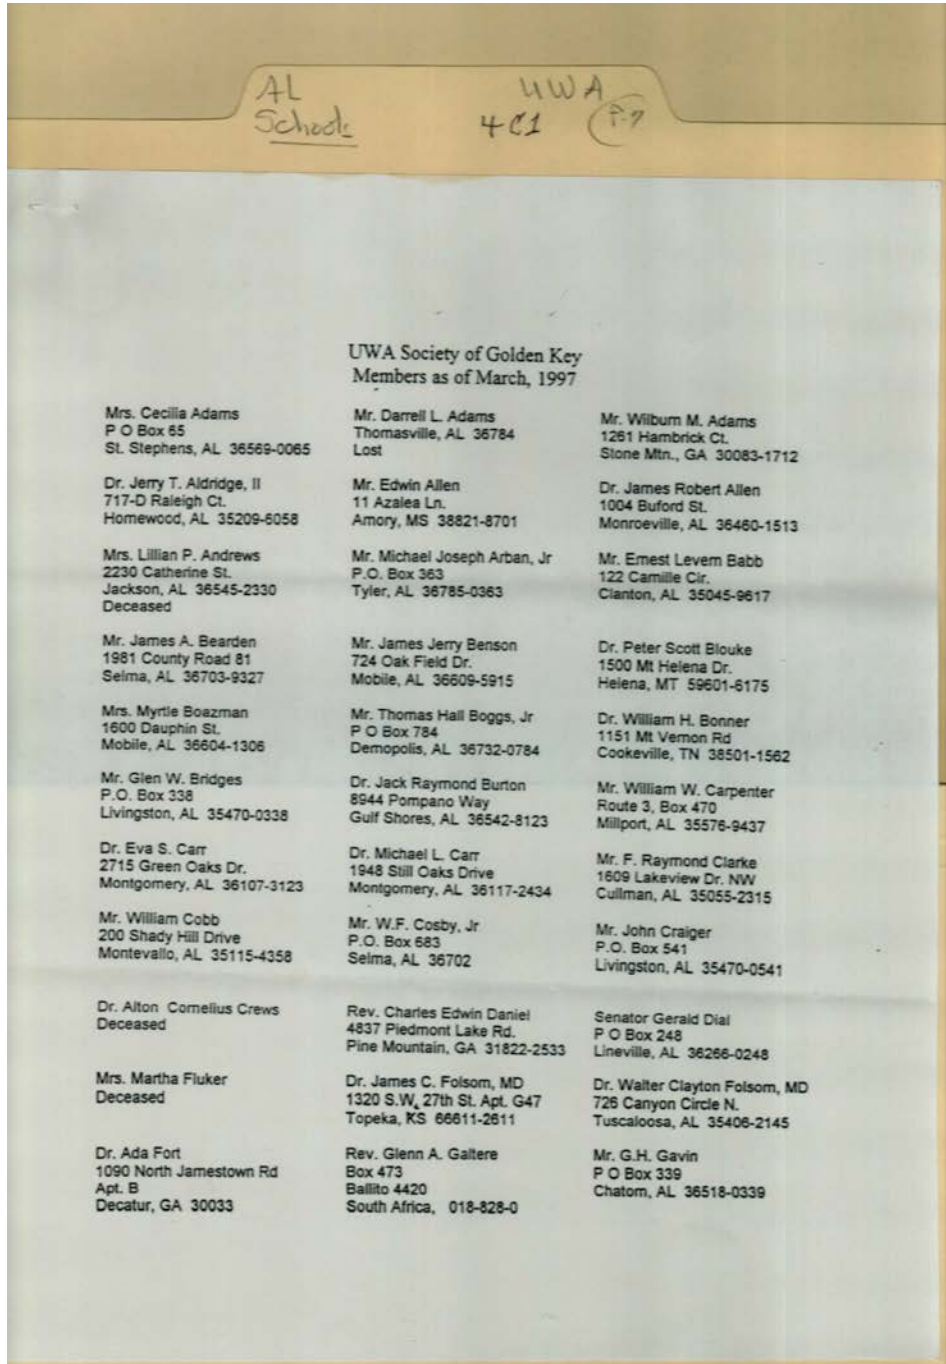 AL UWA
Schools 4C1 P-7
UWA Society of Golden Key
Members as of March, 1997
Mrs. Cecilia Adams
P O Box 65
St. Stephens, AL 36569-0065
Mr. Darrell L. Adams
Thomasville, AL 36784
Lost
Mr. Wilburn M. Adams
1261 Hambrick Ct.
Stone Mtn., GA 30083-1712
Dr. Jerry T. Aldridge, II
717-D Raleigh Ct.
Homewood, AL 35209-6058
Mr. Edwin Allen
11 Azalea Ln.
Amory, MS 38821-8701
Dr. James Robert Allen
1004 Buford St.
Monroeville, AL 36460-1513
Mrs. Lillian P. Andrews
2230 Catherine St.
Jackson, AL 36545-2330
Deceased
Mr. Michael Joseph Arban, Jr
P.O. Box 363
Tyler, AL 36785-0363
Mr. Ernest Levern Babb
122 Camille Cir.
Clanton, AL 35045-9617
Mr. James A. Bearden
1981 County Road 81
Selma, AL 36703-9327
Mr. James Jerry Benson
724 Oak Field Dr.
Mobile, AL 36609-5915
Dr. Peter Scott Blouke
1500 Mt Helena Dr.
Helena, MT 59601-6175
Mrs. Myrtle Boazman
1600 Dauphin St.
Mobile, AL 36604-1306
Mr. Thomas Hall Boggs, Jr
P O Box 784
Demopolis, AL 36732-0784
Dr. William H. Bonner
1151 Mt Vernon Rd
Cookeville, TN 38501-1562
Mr. Glen W. Bridges
P.O. Box 338
Livingston, AL 35470-0338
Dr. Jack Raymond Burton
8944 Pompano Way
Gulf Shores, AL 36542-8123
Mr. William W. Carpenter
Route 3, Box 470
Millport, AL 35576-9437
Dr. Eva S. Carr
2715 Green Oaks Dr.
Montgomery, AL 36107-3123
Dr. Michael L. Carr
1948 Still Oaks Drive
Montgomery, AL 36117-2434
Mr. F. Raymond Clarke
1609 Lakeview Dr. NW
Cullman, AL 35055-2315
Mr. William Cobb
200 Shady Hill Drive
Montevallo, AL 35115-4358
Mr. W.F. Cosby, Jr
P.O. Box 683
Selma, AL 36702
Mr. John Craiger
P.O. Box 541
Livingston, AL 35470-0541
Dr. Alton Cornelius Crews
Deceased
Rev. Charles Edwin Daniel
4837 Piedmont Lake Rd.
Pine Mountain, GA 31822-2533
Senator Gerald Dial
P O Box 248
Lineville, AL 36266-0248
Mrs. Martha Fluker
Deceased
Dr. James C. Folsom, MD
1320 S.W. 27th St. Apt. G47
Topeka, KS 66611-2611
Dr. Walter Clayton Folsom, MD
726 Canyon Circle N.
Tuscaloosa, AL 35406-2145
Dr. Ada Fort
1090 North Jamestown Rd
Apt. B
Decatur, GA 30033
Rev. Glenn A. Galtere
Box 473
Ballito 4420
South Africa, 018-828-0
Mr. G.H. Gavin
P O Box 339
Chatom, AL 36518-0339